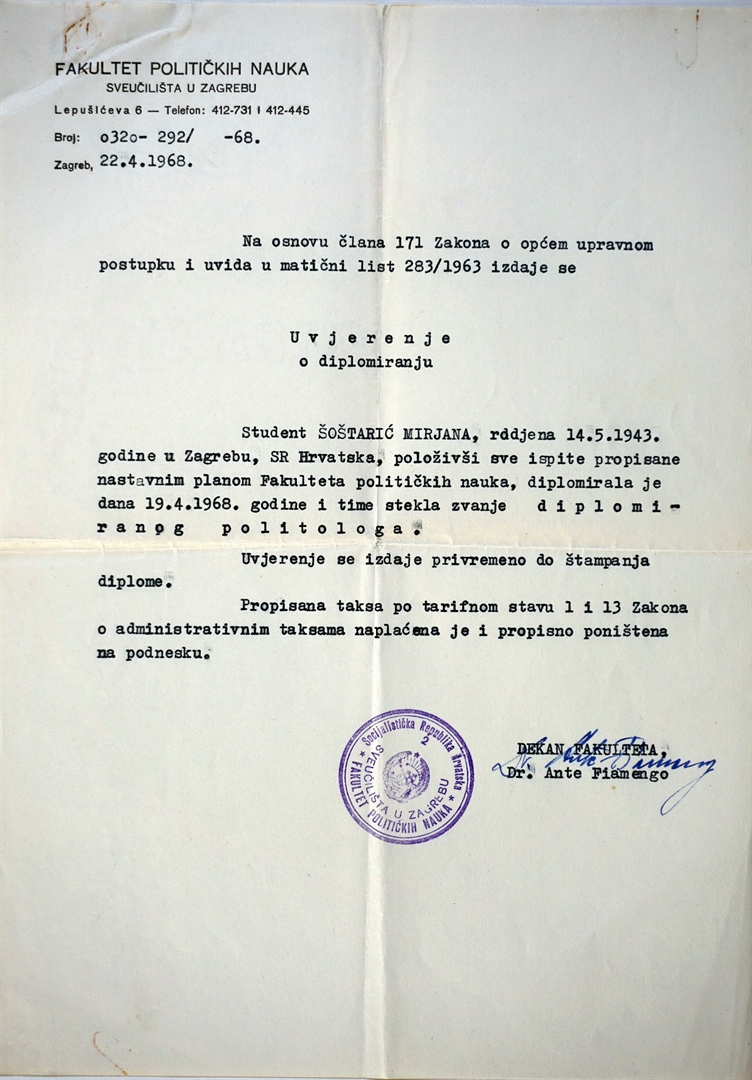 FAKULTET POLITIČKIH NAUKA
SVEUČILIŠTA U ZAGREBU
Lepušićeva 6 — Telefon: 412-731 i 412-445
Broj: o32o- 292/ -68.
Zagreb, 22.4.1968.
Na osnovu člana 171 Zakona o općem upravnom
postupku i uvida u matični list 283/1963 izdaje se
U v j e r e n j e
o diplomiranju
Student ŠOŠTARIĆ MIRJANA, rddjena 14.5.1943.
godine u Zagrebu, SR Hrvatska, položivši sve ispite propisane
nastavnim planom Fakulteta političkih nauka, diplomirala je
dana 19.4.1968. godine i time stekla zvanje d i p l o m i -
r a n o g p o l i t o l o g a .
Uvjerenje se izdaje privremeno do štampanja
diplome.
Propisana taksa po tarifnom stavu 1 i 13 Zakona
o administrativnim taksama naplaćena je i propisno poništena
na podnesku.
Socijalistička Republika Hrvatska
2
SVEUČILIŠTA U ZAGREBU
★ FAKULTET POLITIČKIH NAUKA ★
DEKAN FAKULTETA,
Dr. Ante Fiamengo